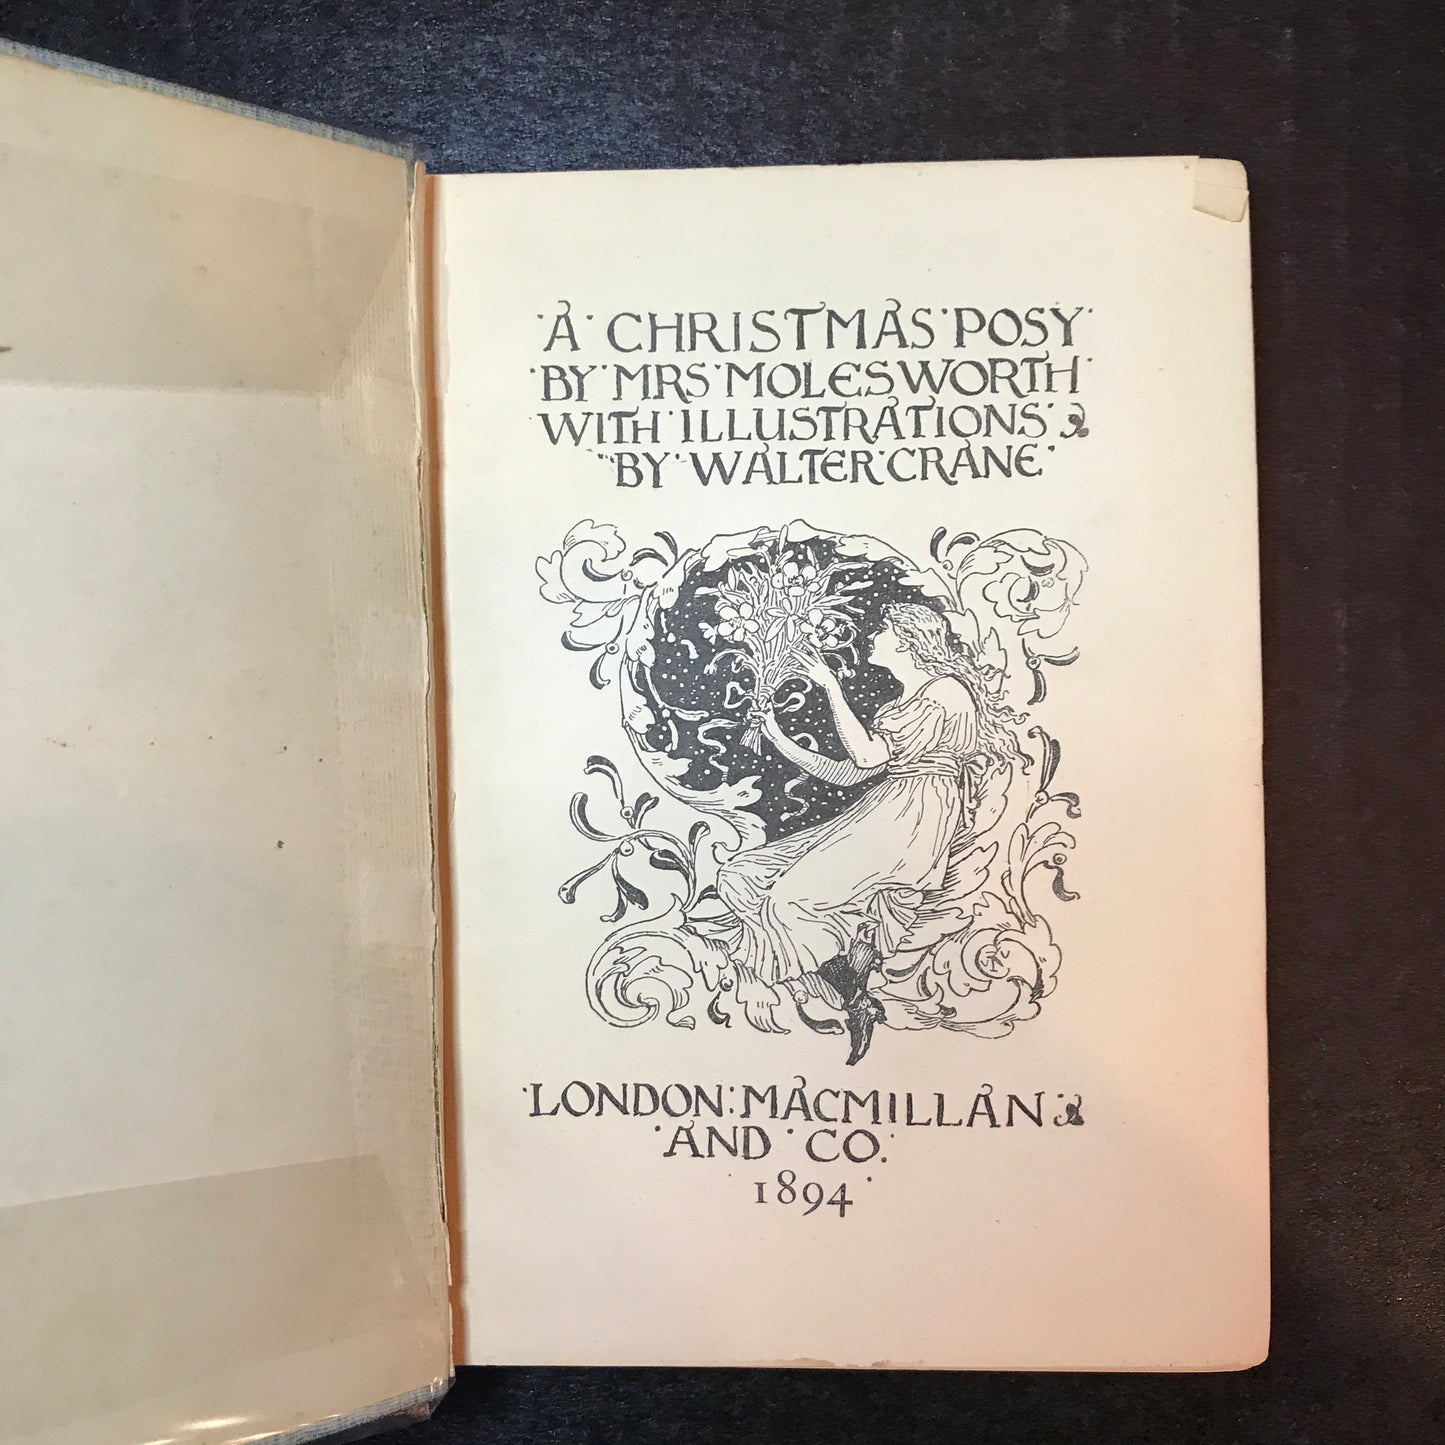 ·A· CHRISTMAS·POSY·
·BY·MRS·MOLESWORTH·
WITH·ILLUSTRATIONS·
·BY·WALTER·CRANE·
·LONDON:MACMILLAN·
·AND·CO.·
1894·